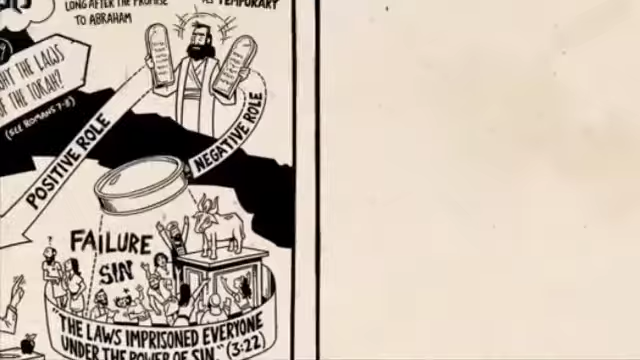 LONG AFTER THE PROMISE
TO ABRAHAM
AS TEMPORARY
THE LAWS
OF THE TORAH?
(SEE ROMANS 7-8)
POSITIVE ROLE
NEGATIVE ROLE
FAILURE
SIN
"THE LAWS IMPRISONED EVERYONE
UNDER THE POWER OF SIN." (3:22)